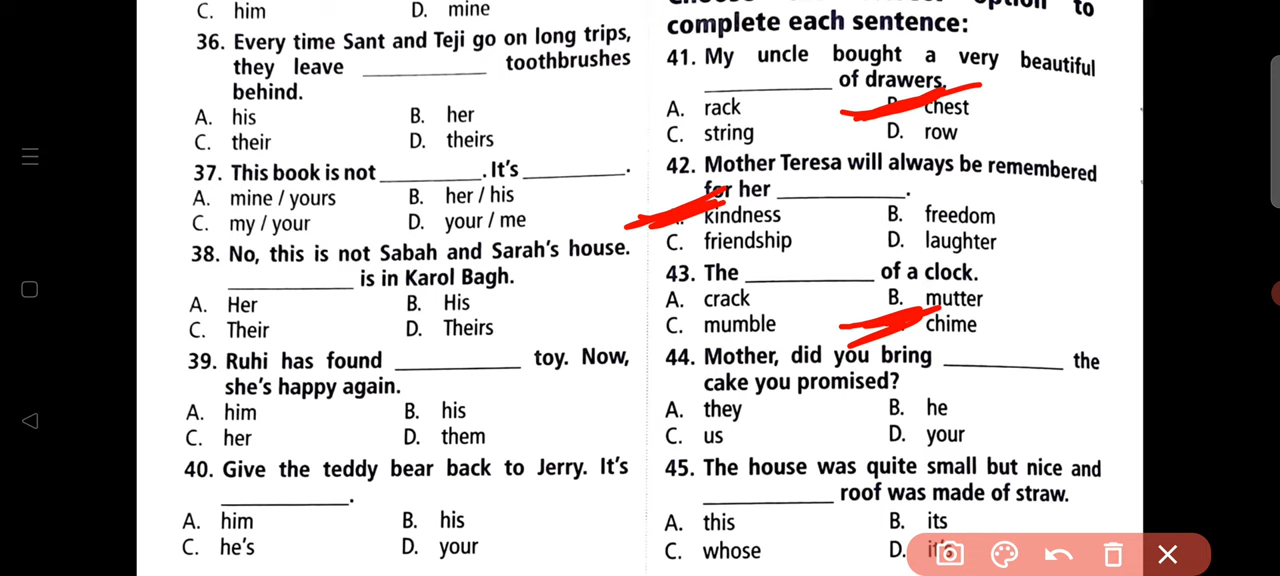 C. him D. mine
36. Every time Sant and Teji go on long trips,
they leave ____________ toothbrushes
behind.
A. his B. her
C. their D. theirs
37. This book is not __________. It's __________.
A. mine / yours B. her / his
C. my / your D. your / me
38. No, this is not Sabah and Sarah's house.
____________ is in Karol Bagh.
A. Her B. His
C. Their D. Theirs
39. Ruhi has found ____________ toy. Now,
she's happy again.
A. him B. his
C. her D. them
40. Give the teddy bear back to Jerry. It's
____________.
A. him B. his
C. he's D. your
to
complete each sentence:
41. My uncle bought a very beautiful
____________ of drawers.
A. rack chest
C. string D. row
42. Mother Teresa will always be remembered
for her ____________.
kindness B. freedom
C. friendship D. laughter
43. The ____________ of a clock.
A. crack B. mutter
C. mumble chime
44. Mother, did you bring ____________ the
cake you promised?
A. they B. he
C. us D. your
45. The house was quite small but nice and
____________ roof was made of straw.
A. this B. its
C. whose D. it's